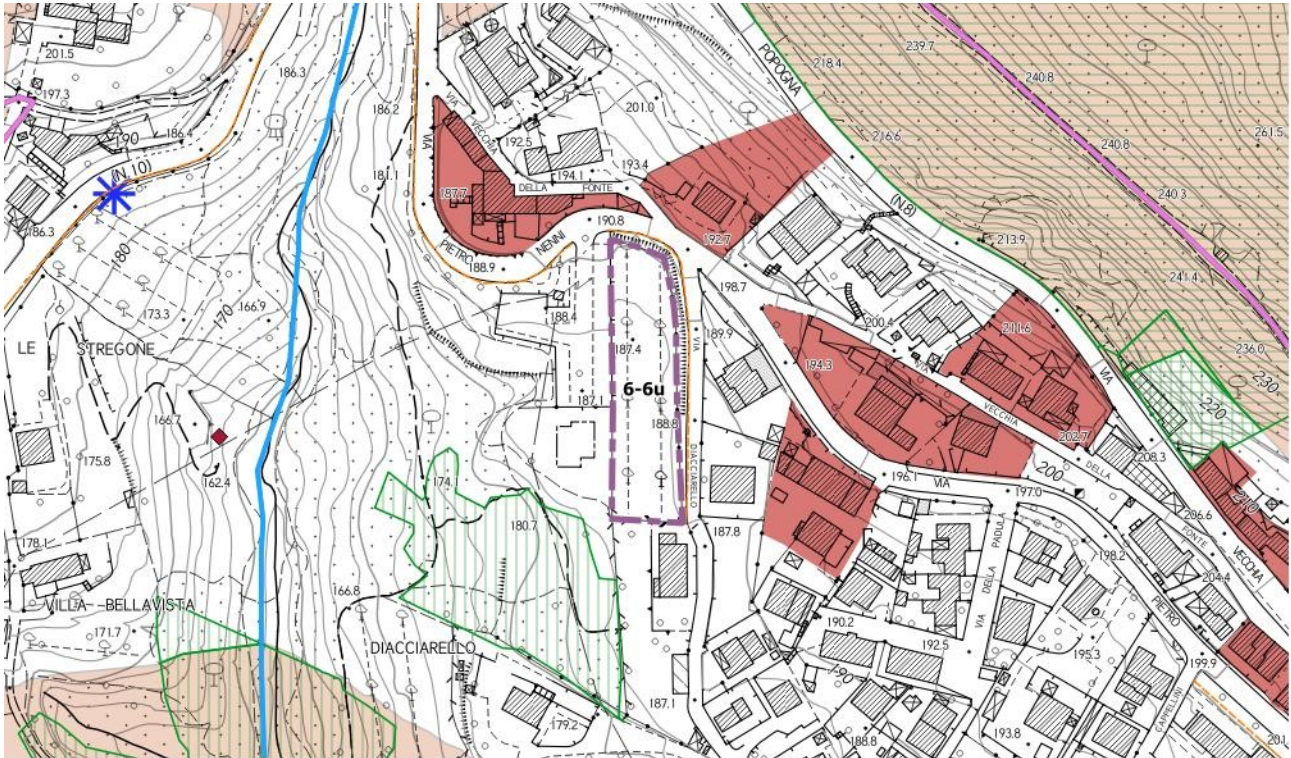 201.5
197.3
190
186.4
(N.10)
186.3
180
173.3
170
166.9
LE STREGONE
166.7
175.8
162.4
178.1
VILLA BELLAVISTA
171.7
186.3
186.2
181.1
VIA
VECCHIA
DELLA FONTE
192.5
194.1
193.4
201.0
187.7
VIA
PIETRO
NENNI
188.9
190.8
192.7
188.4
187.4
187.1
6-6u
188.8
VIA
DIACCIARELLO
189.9
198.7
174.1
180.7
166.8
DIACCIARELLO
179.2
187.8
187.1
POPOGNA
218.4
216.6
(N.8)
213.9
239.7
240.8
240.8
240.3
241.4
261.5
236.0
230
220
210
200.4
211.6
194.3
VIA
VECCHIA
DELLA
FONTE
202.7
200
208.3
206.6
204.4
VIA
VECCHIA
196.1
VIA
197.0
198.2
PIETRO
VIA DELLA PADULA
190.2
192.5
190
195.3
193.8
188.8
199.9
CAPPELLINI
201